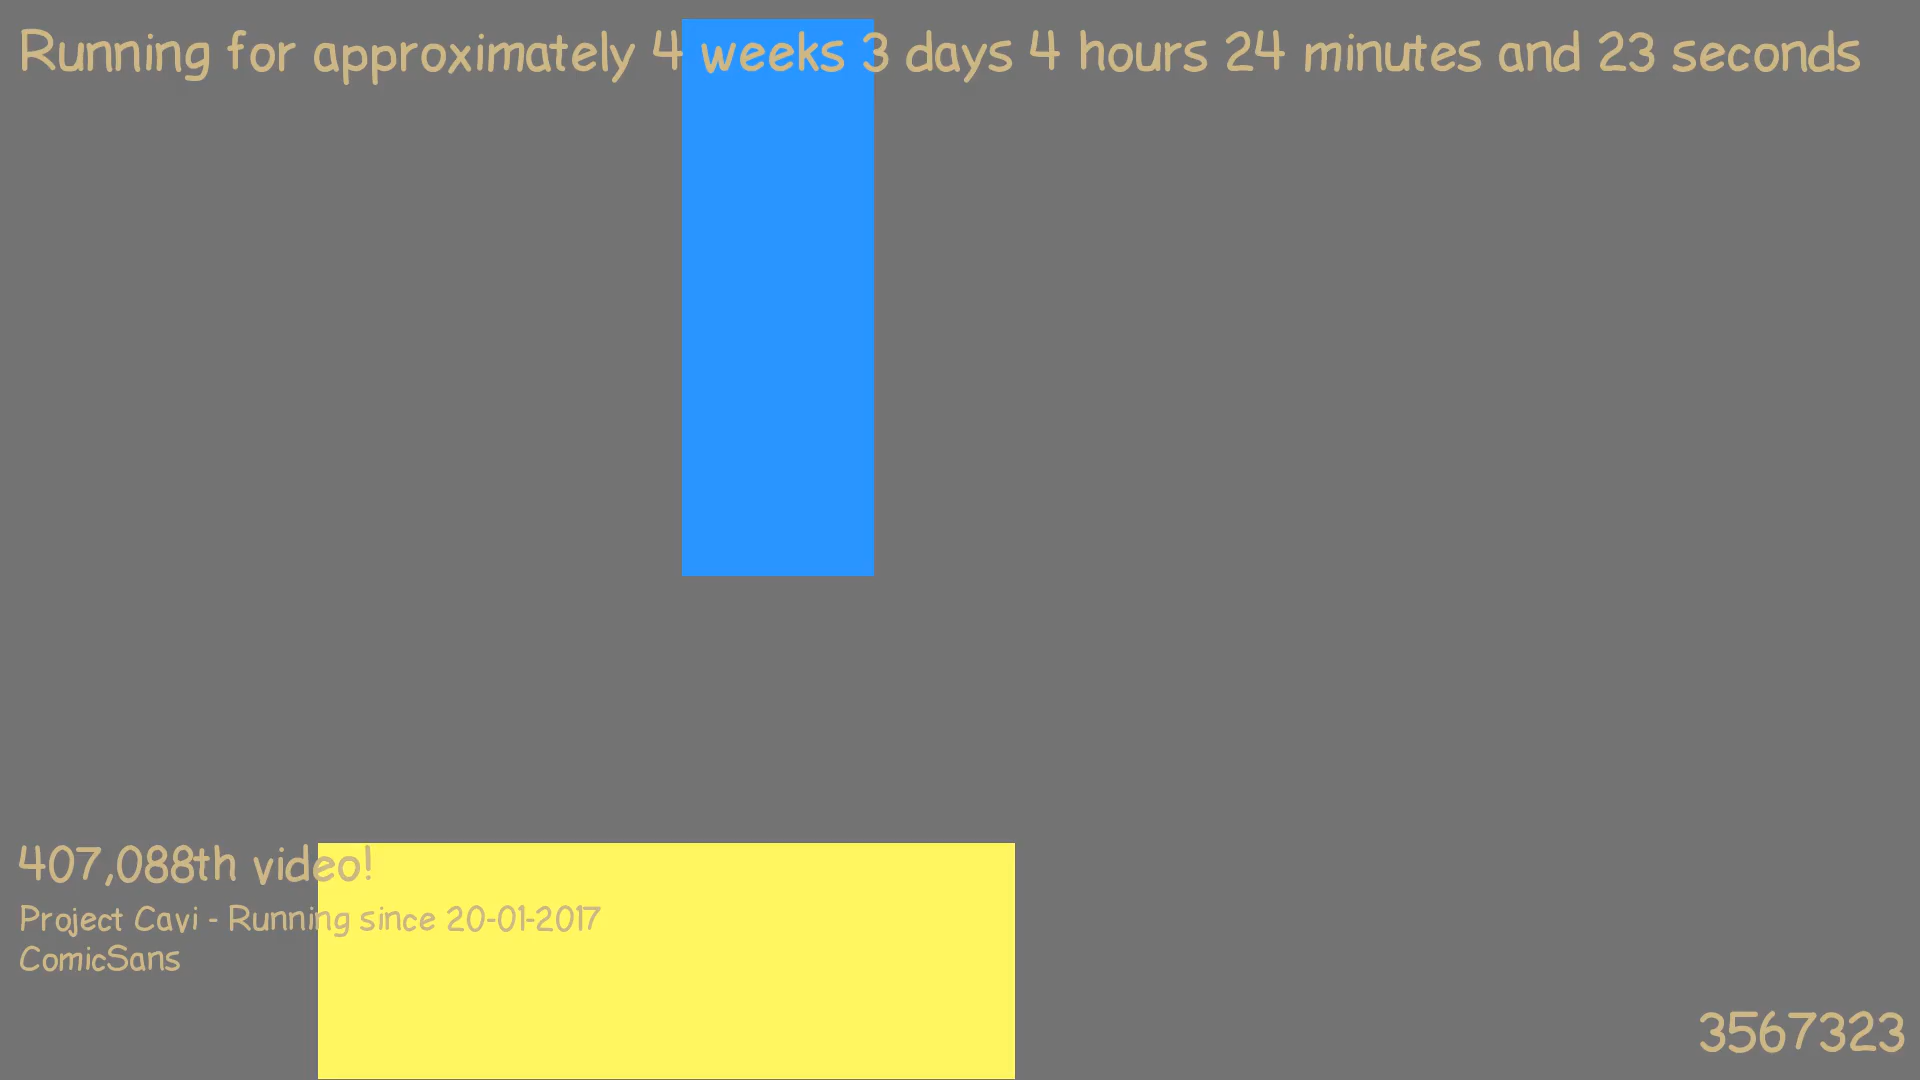 Running for approximately 4 weeks 3 days 4 hours 24 minutes and 23 seconds
407,088th video!
Project Cavi - Running since 20-01-2017
ComicSans
3567323